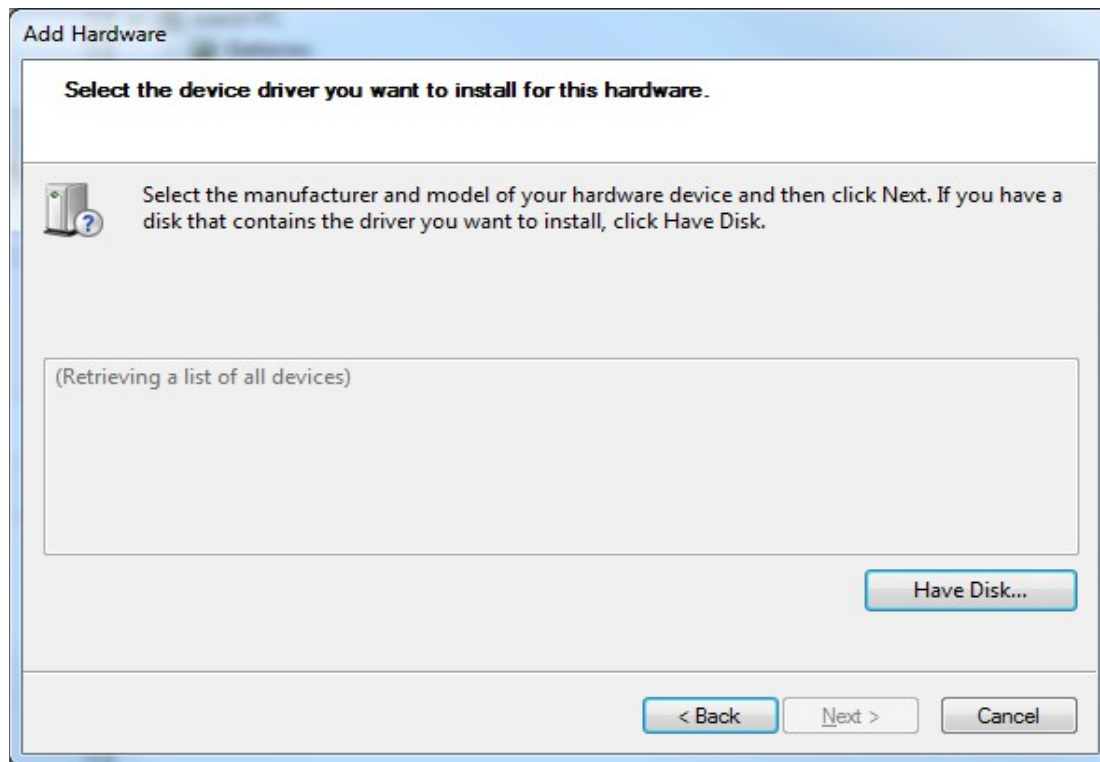 Add Hardware
Select the device driver you want to install for this hardware.
Select the manufacturer and model of your hardware device and then click Next. If you have a
disk that contains the driver you want to install, click Have Disk.
(Retrieving a list of all devices)
Have Disk...
< Back
Next >
Cancel